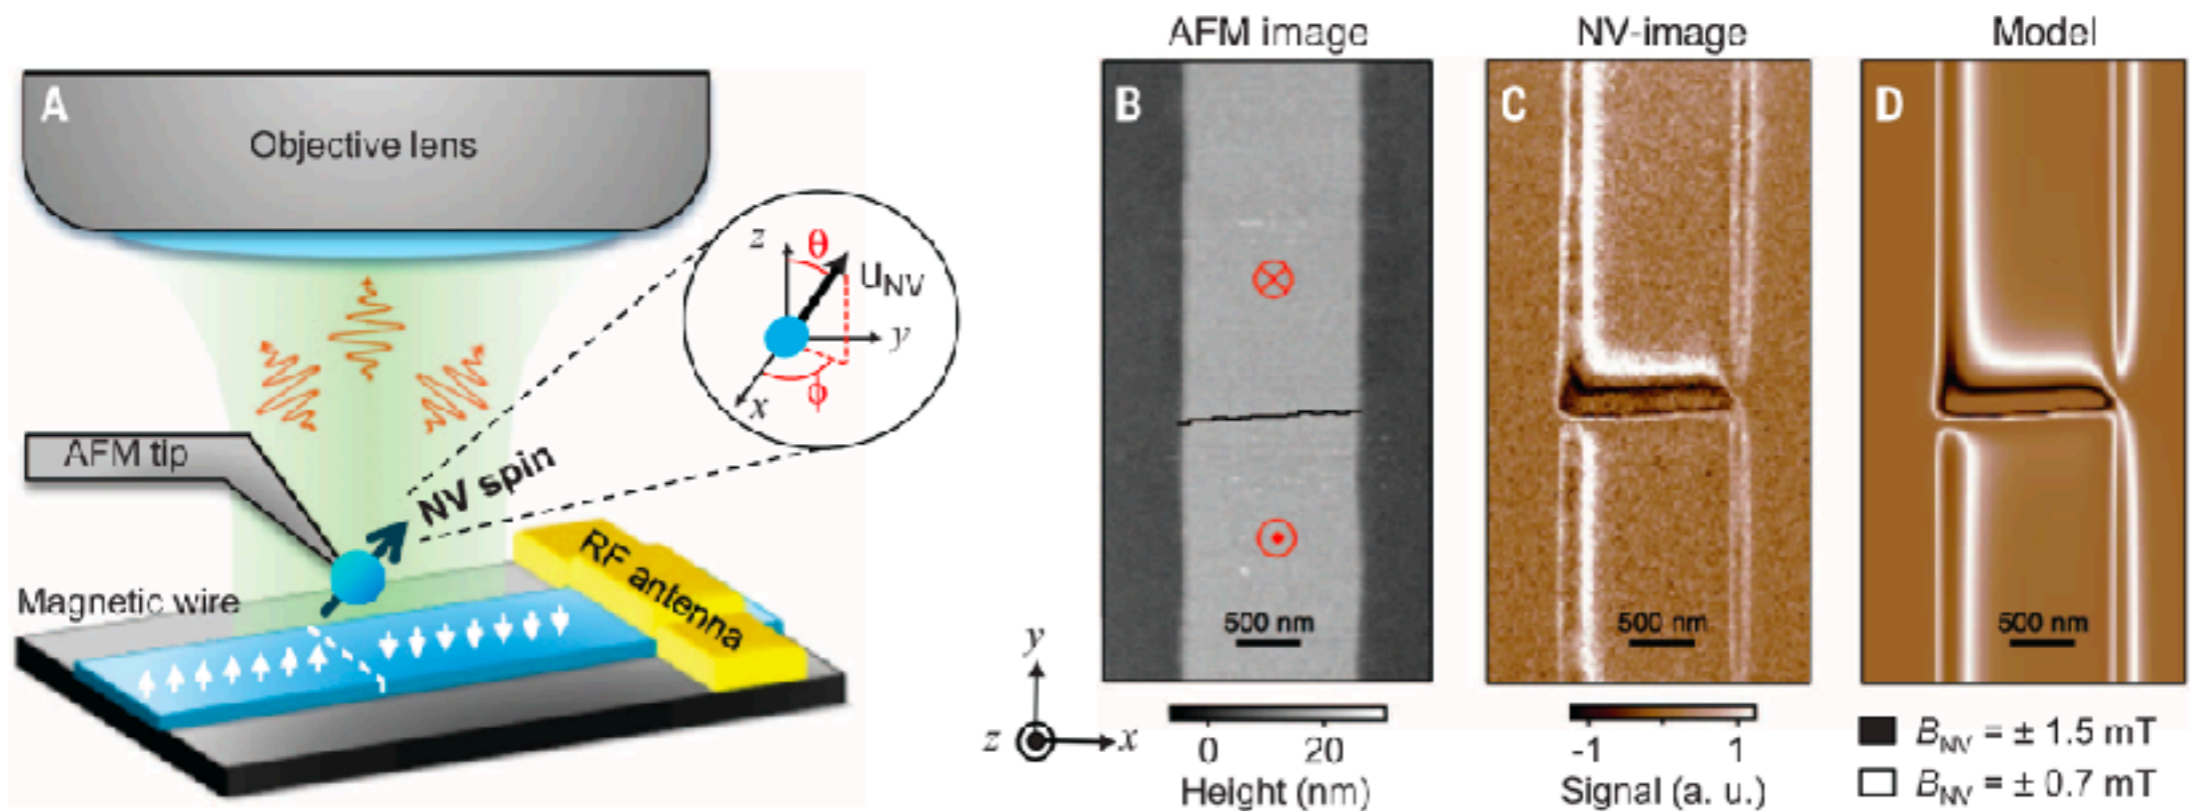 A
Objective lens
z
θ
u_NV
y
φ
x
AFM tip
NV spin
RF antenna
Magnetic wire
AFM image
B
500 nm
0 20
Height (nm)
y
z
x
NV-image
C
500 nm
-1 1
Signal (a. u.)
Model
D
500 nm
B_NV = ± 1.5 mT
B_NV = ± 0.7 mT